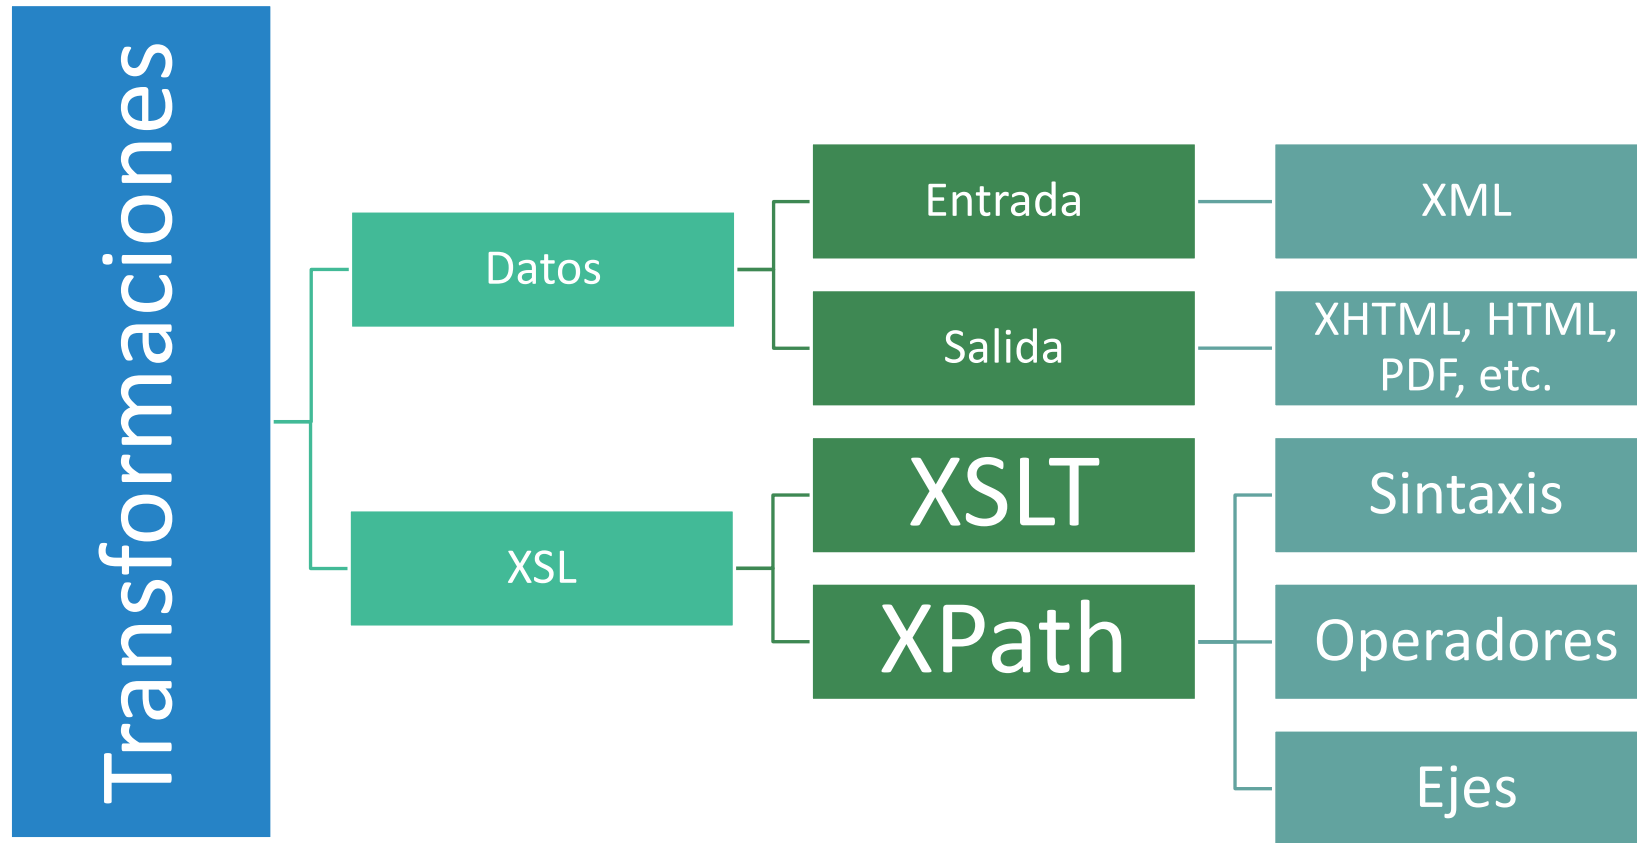 Transformaciones
Datos
Entrada
XML
Salida
XHTML, HTML,
PDF, etc.
XSL
XSLT
XPath
Sintaxis
Operadores
Ejes